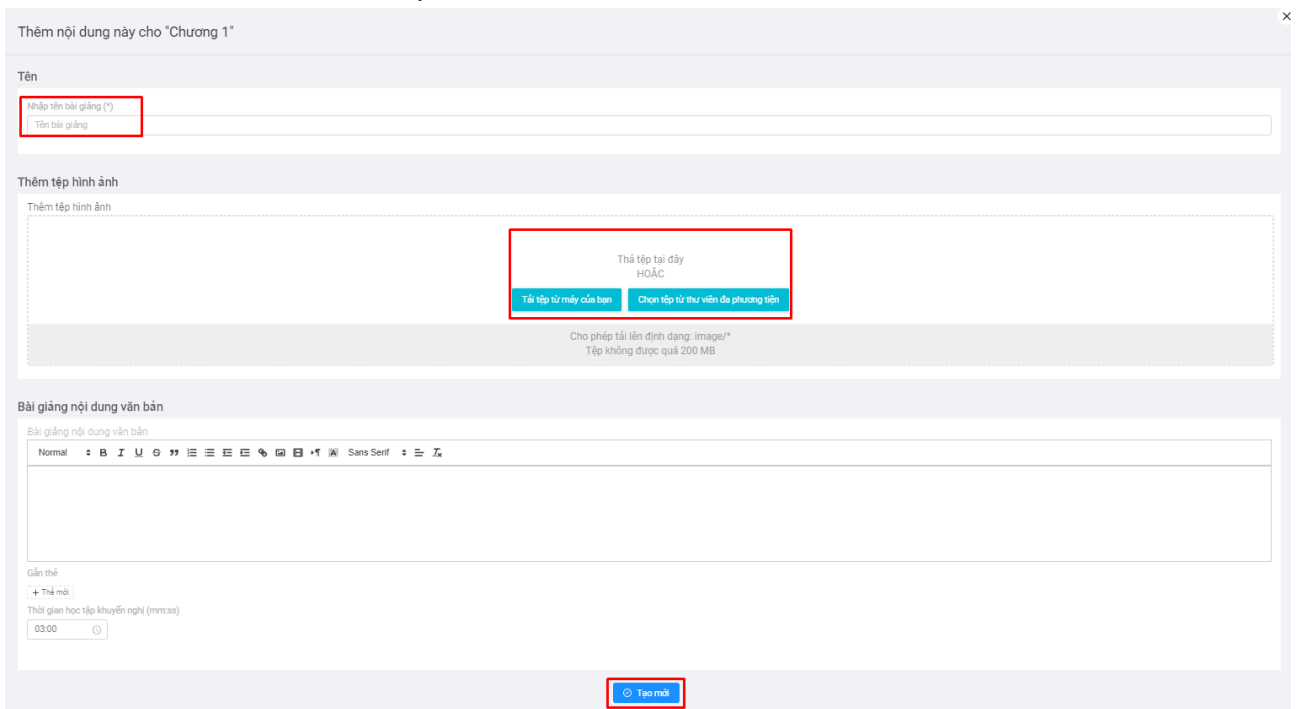 Thêm nội dung này cho "Chương 1"
Tên
Nhập tên bài giảng (*)
Tên bài giảng
Thêm tệp hình ảnh
Thêm tệp hình ảnh
Thả tệp tại đây
HOẶC
Tải tệp từ máy của bạn Chọn tệp từ thư viên đa phương tiện
Cho phép tải lên định dạng: image/*
Tệp không được quá 200 MB
Bài giảng nội dung văn bản
Bài giảng nội dung văn bản
Normal Sans Serif
Gắn thẻ
+ Thẻ mới
Thời gian học tập khuyến nghị (mm:ss)
03:00
Tạo mới